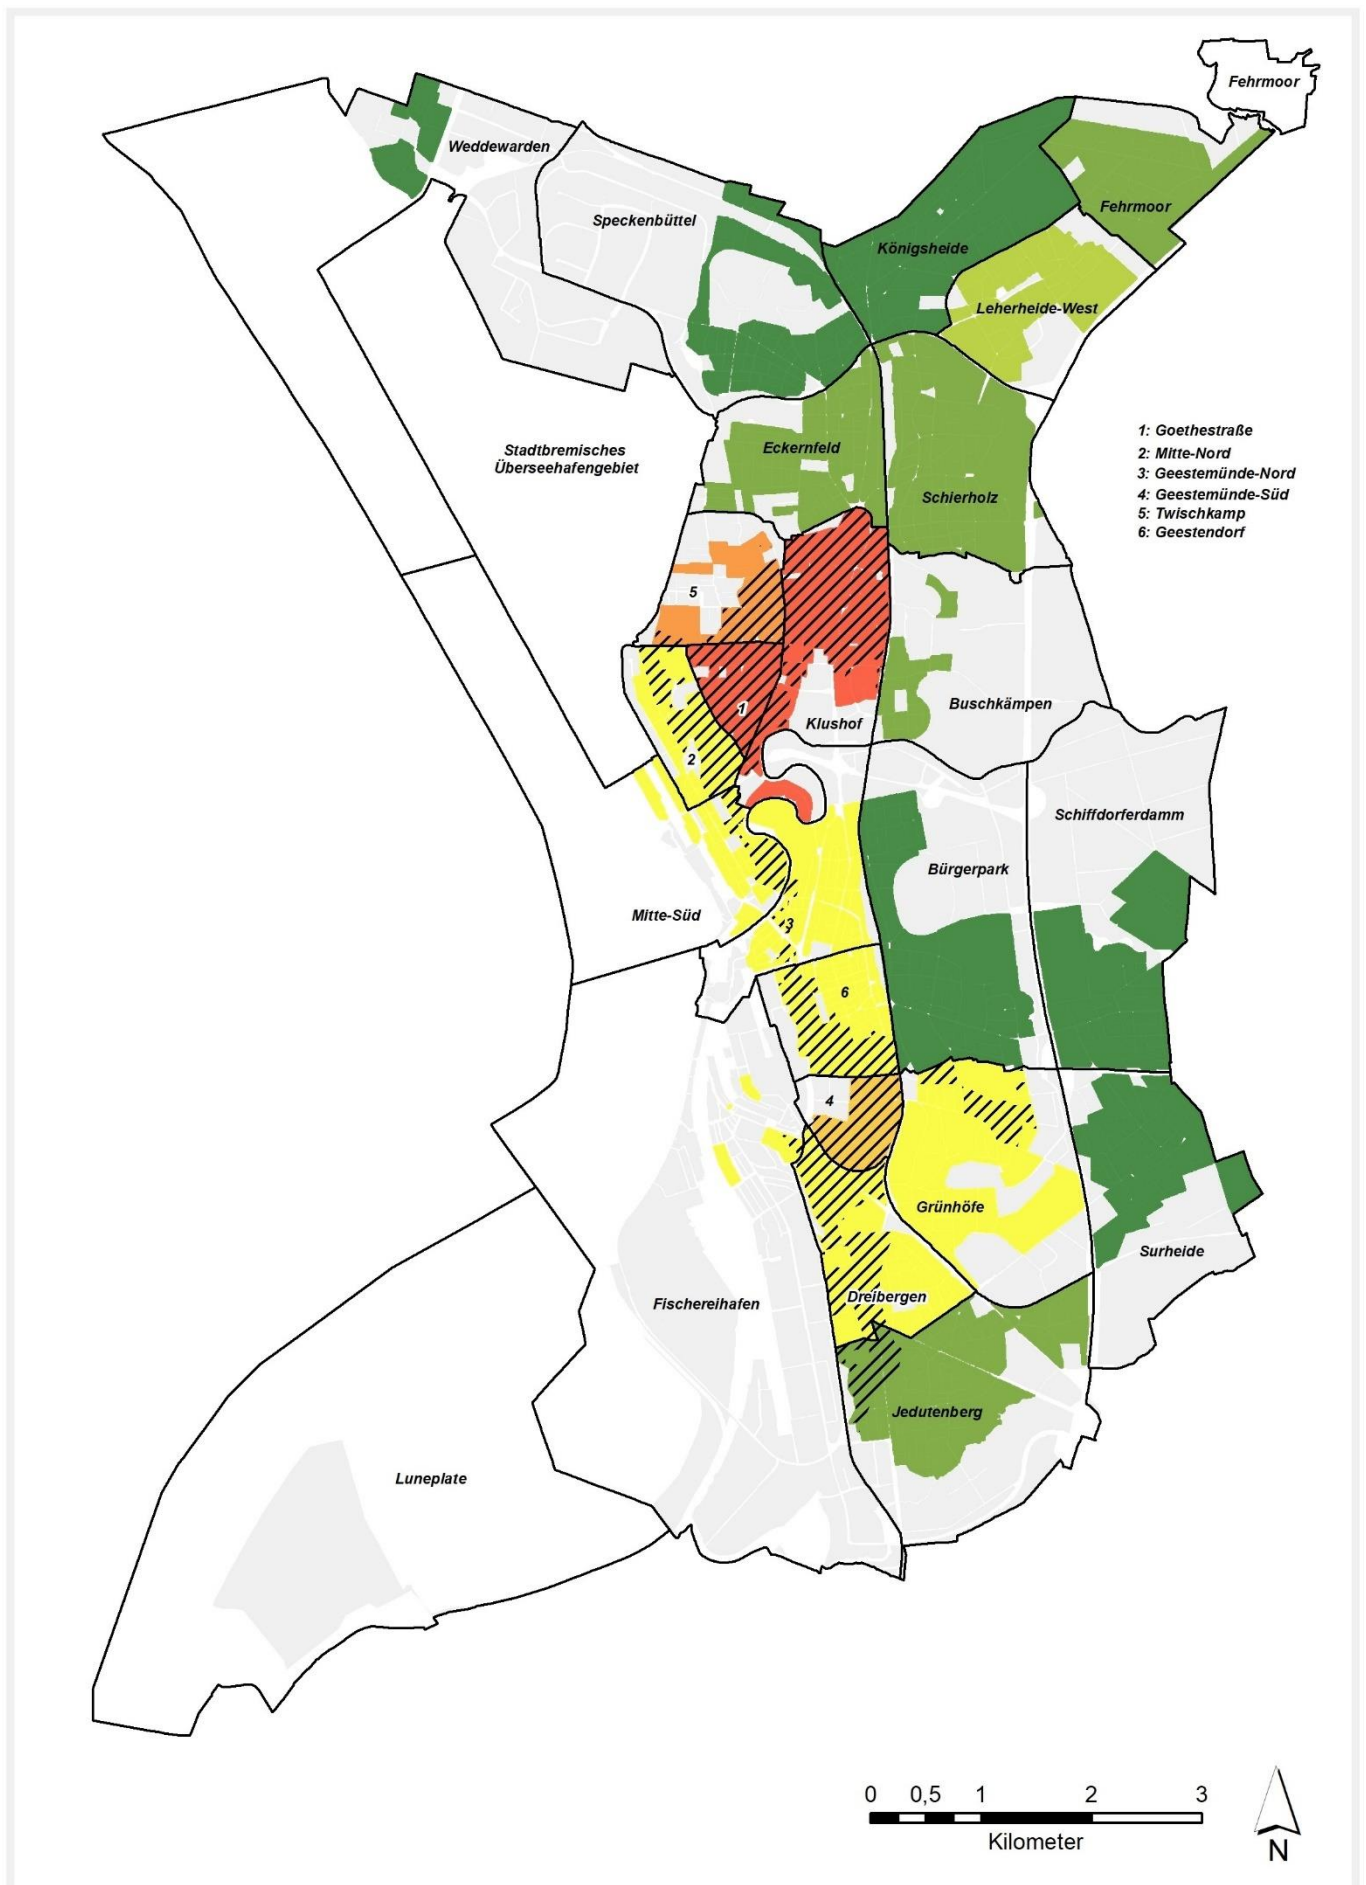 Fehrmoor
Weddewarden
Speckenbüttel
Königsheide
Fehrmoor
Leherheide-West
Stadtbremisches
Überseehafengebiet
Eckernfeld
Schierholz
1: Goethestraße
2: Mitte-Nord
3: Geestemünde-Nord
4: Geestemünde-Süd
5: Twischkamp
6: Geestendorf
5
1
Klushof
Buschkämpen
2
Schiffdorferdamm
Bürgerpark
Mitte-Süd
3
6
4
Grünhöfe
Surheide
Fischereihafen
Dreibergen
Jedutenberg
Luneplate
0 0,5 1 2 3
Kilometer
N